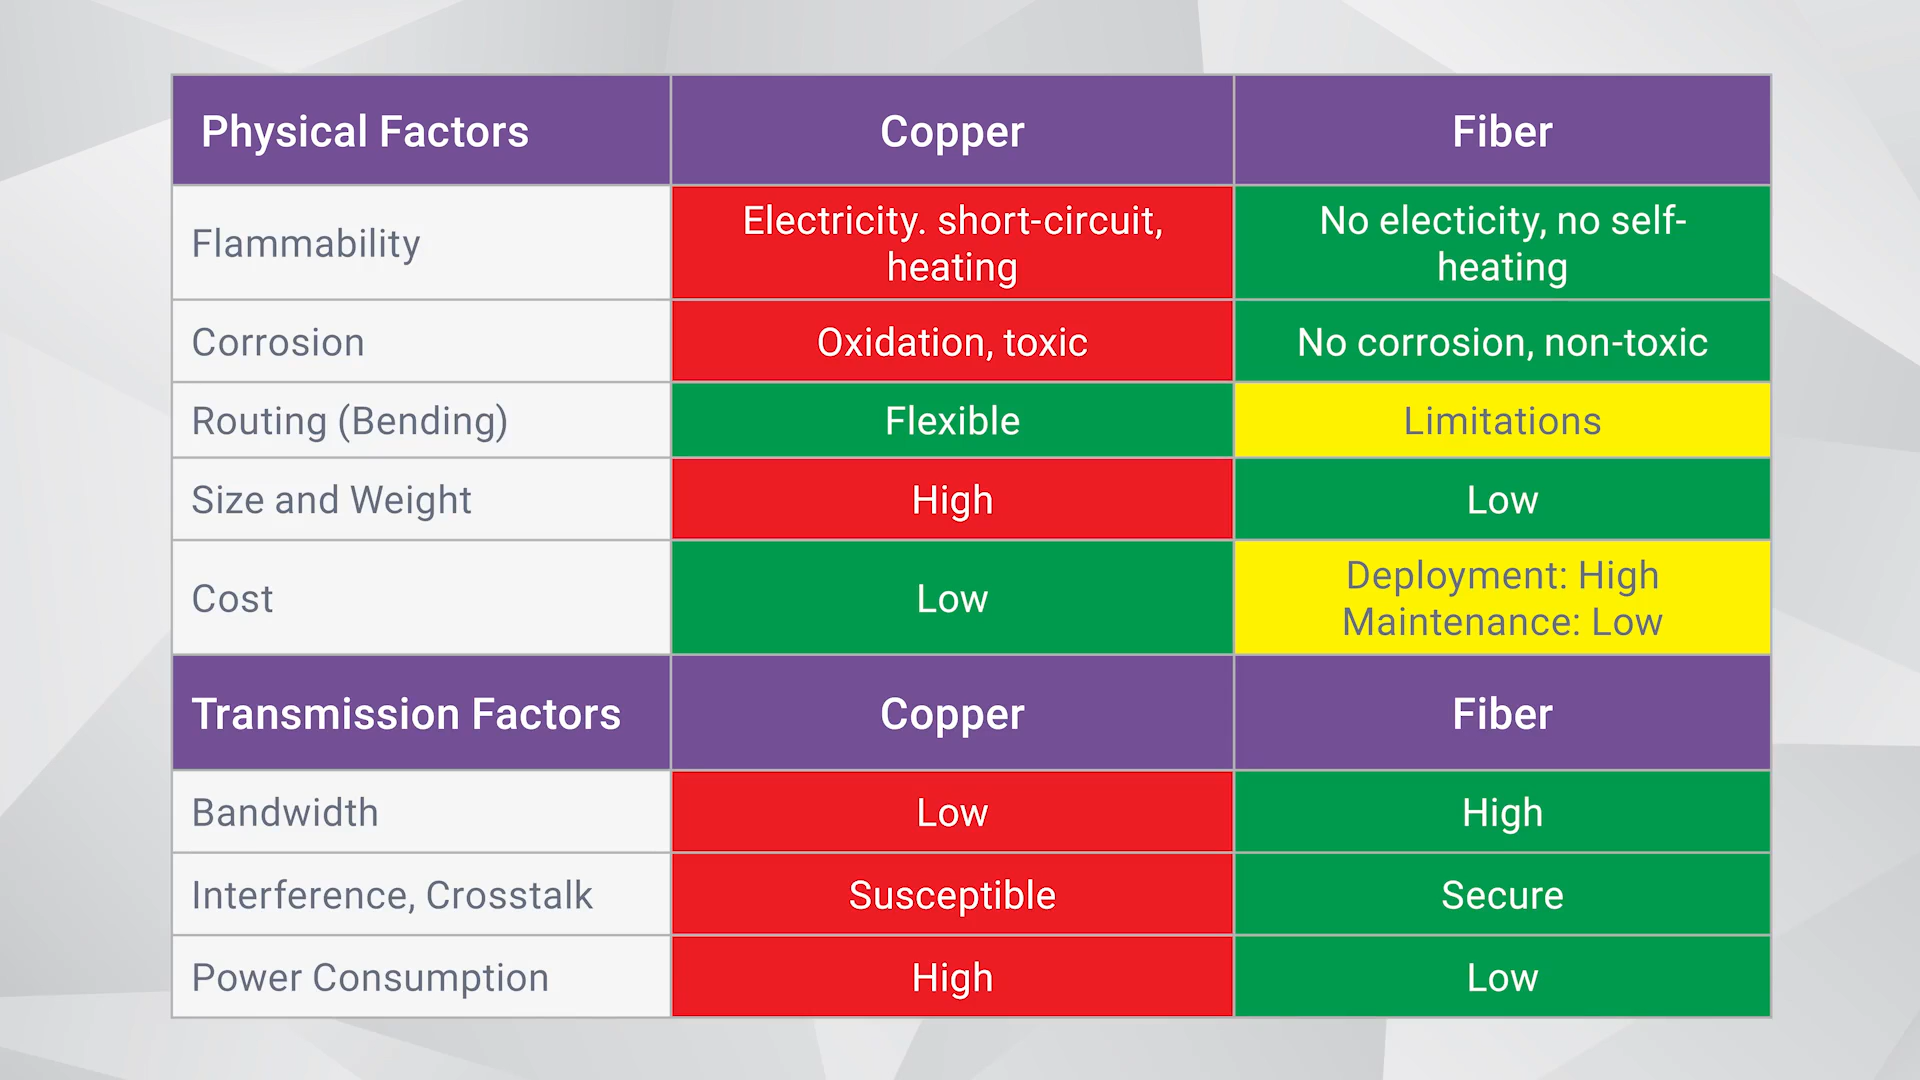 Physical Factors
Copper
Fiber
Flammability
Electricity. short-circuit,
heating
No electicity, no self-
heating
Corrosion
Oxidation, toxic
No corrosion, non-toxic
Routing (Bending)
Flexible
Limitations
Size and Weight
High
Low
Cost
Low
Deployment: High
Maintenance: Low
Transmission Factors
Copper
Fiber
Bandwidth
Low
High
Interference, Crosstalk
Susceptible
Secure
Power Consumption
High
Low